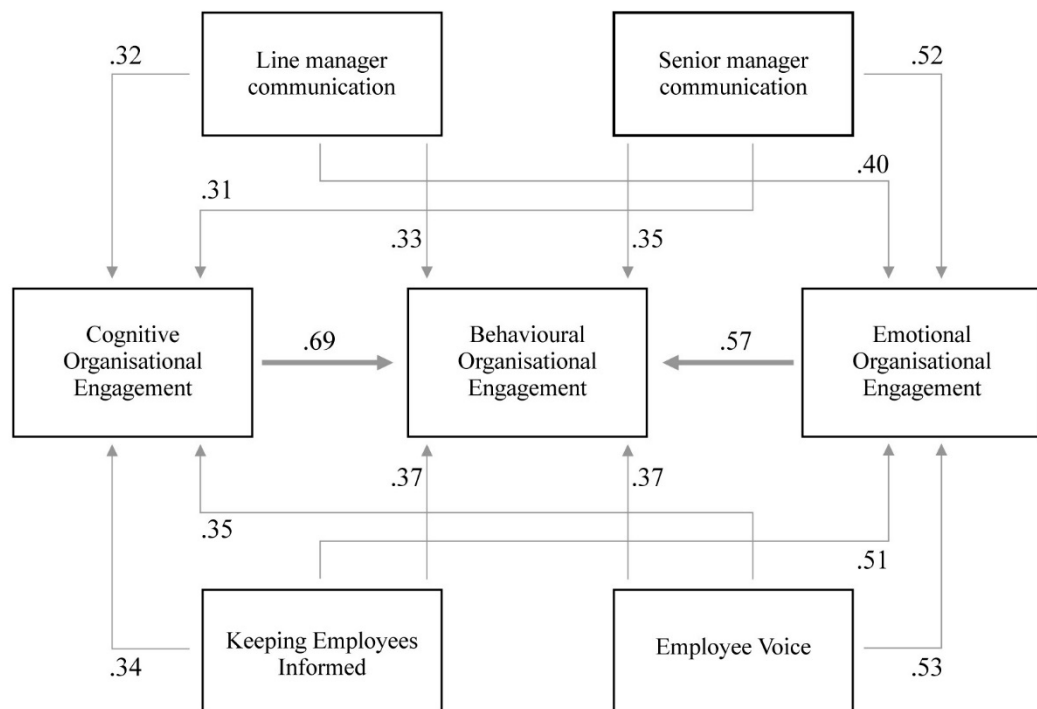 .32
Line manager
communication
Senior manager
communication
.52
.40
.31
.33
.35
Cognitive
Organisational
Engagement
.69
Behavioural
Organisational
Engagement
.57
Emotional
Organisational
Engagement
.37
.37
.35
.51
Keeping Employees
Informed
Employee Voice
.34
.53